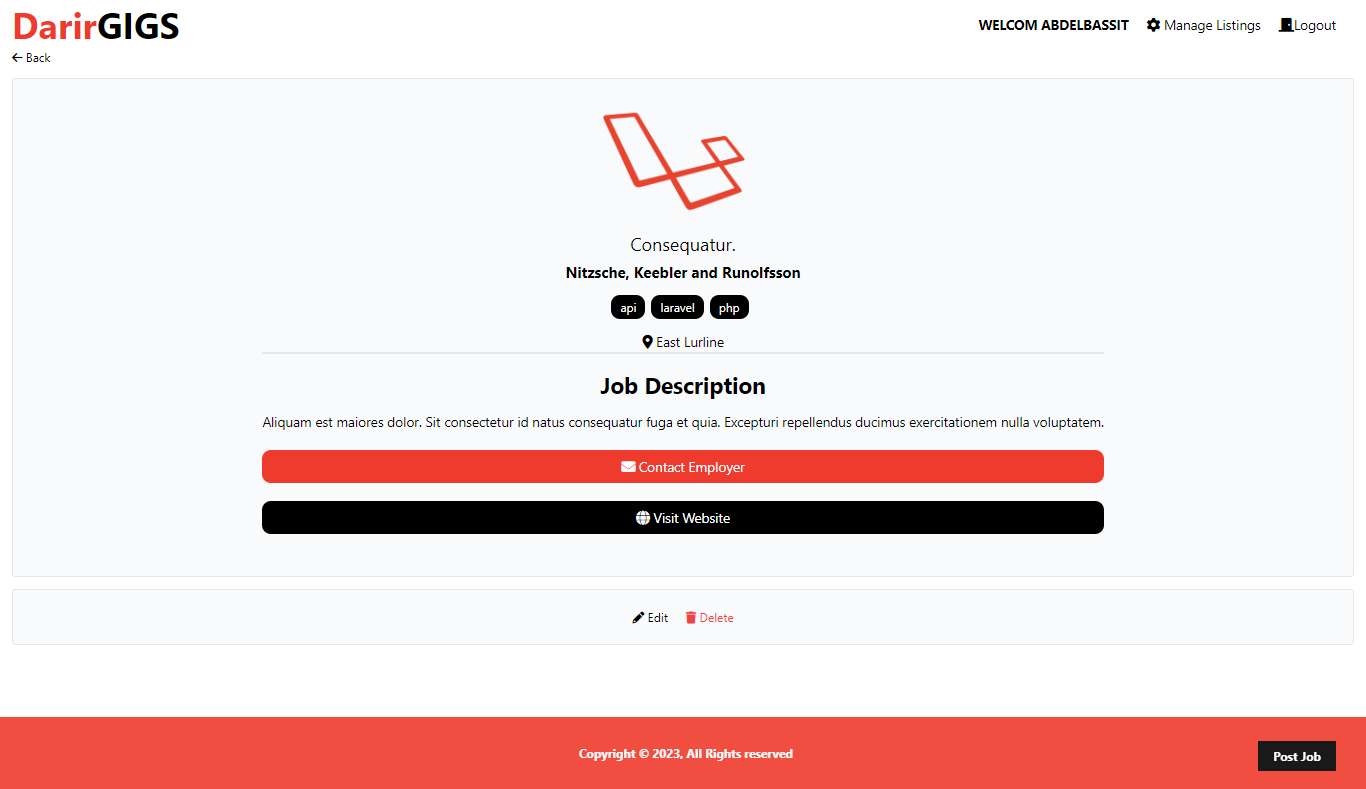 DarirGIGS
WELCOM ABDELBASSIT Manage Listings Logout
Back
Consequatur.
Nitzsche, Keebler and Runolfsson
api laravel php
East Lurline
Job Description
Aliquam est maiores dolor. Sit consectetur id natus consequatur fuga et quia. Excepturi repellendus ducimus exercitationem nulla voluptatem.
Contact Employer
Visit Website
Edit Delete
Copyright © 2023, All Rights reserved
Post Job